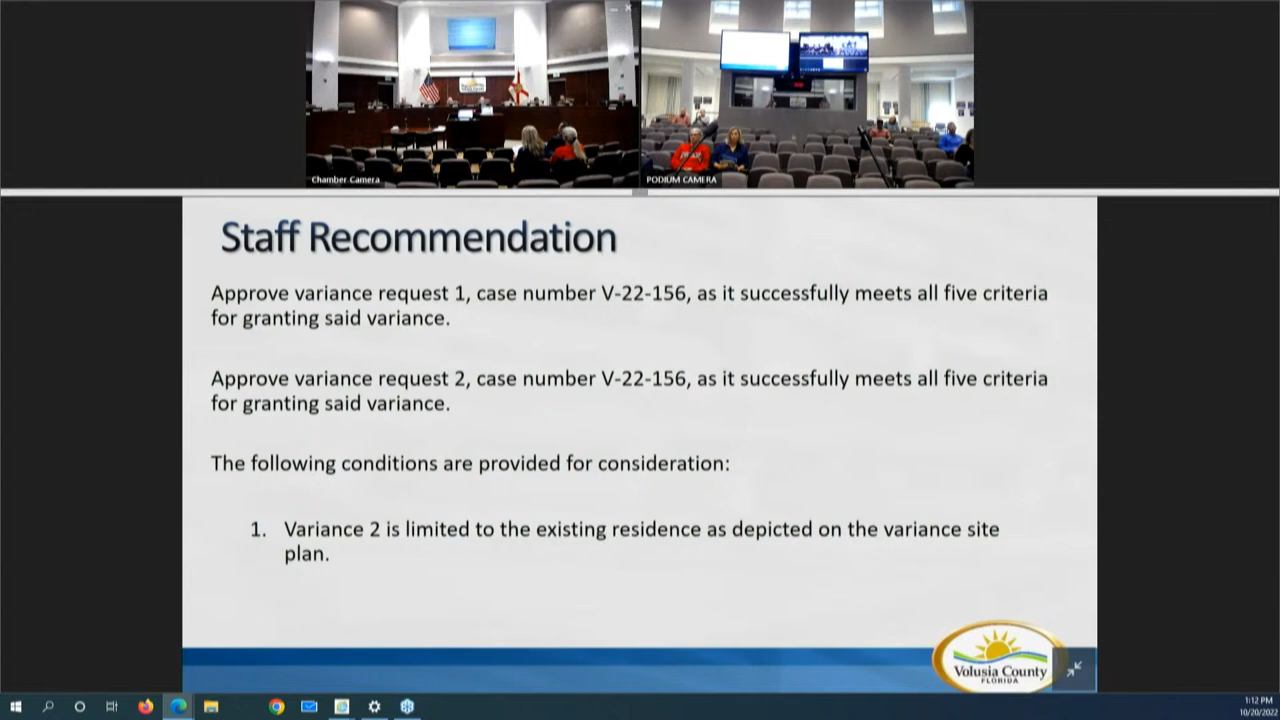 Chamber Camera
PODIUM CAMERA
Staff Recommendation
Approve variance request 1, case number V-22-156, as it successfully meets all five criteria
for granting said variance.
Approve variance request 2, case number V-22-156, as it successfully meets all five criteria
for granting said variance.
The following conditions are provided for consideration:
1. Variance 2 is limited to the existing residence as depicted on the variance site
plan.
Volusia County
FLORIDA
1:12 PM
10/20/2022